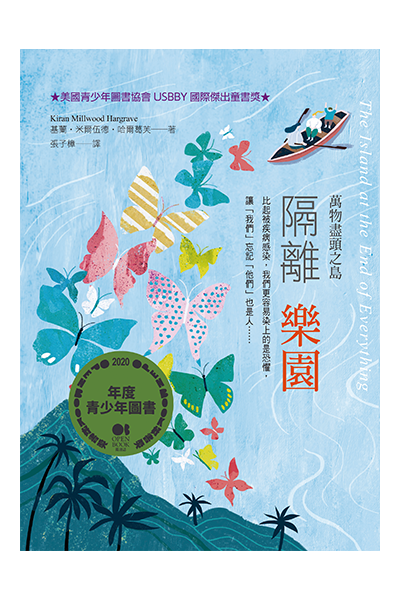 ★美國青少年圖書協會 USBBY 國際傑出童書獎★
Kiran Millwood Hargrave
基蘭・米爾伍德・哈爾葛芙——著
張子樟——譯
The Island at the End of Everything
萬物盡頭之島
隔離樂園
比起被疾病感染，我們更容易染上的是恐懼，
讓「我們」忘記「他們」也是人……
2020
年度
青少年圖書
OPEN
BOOK